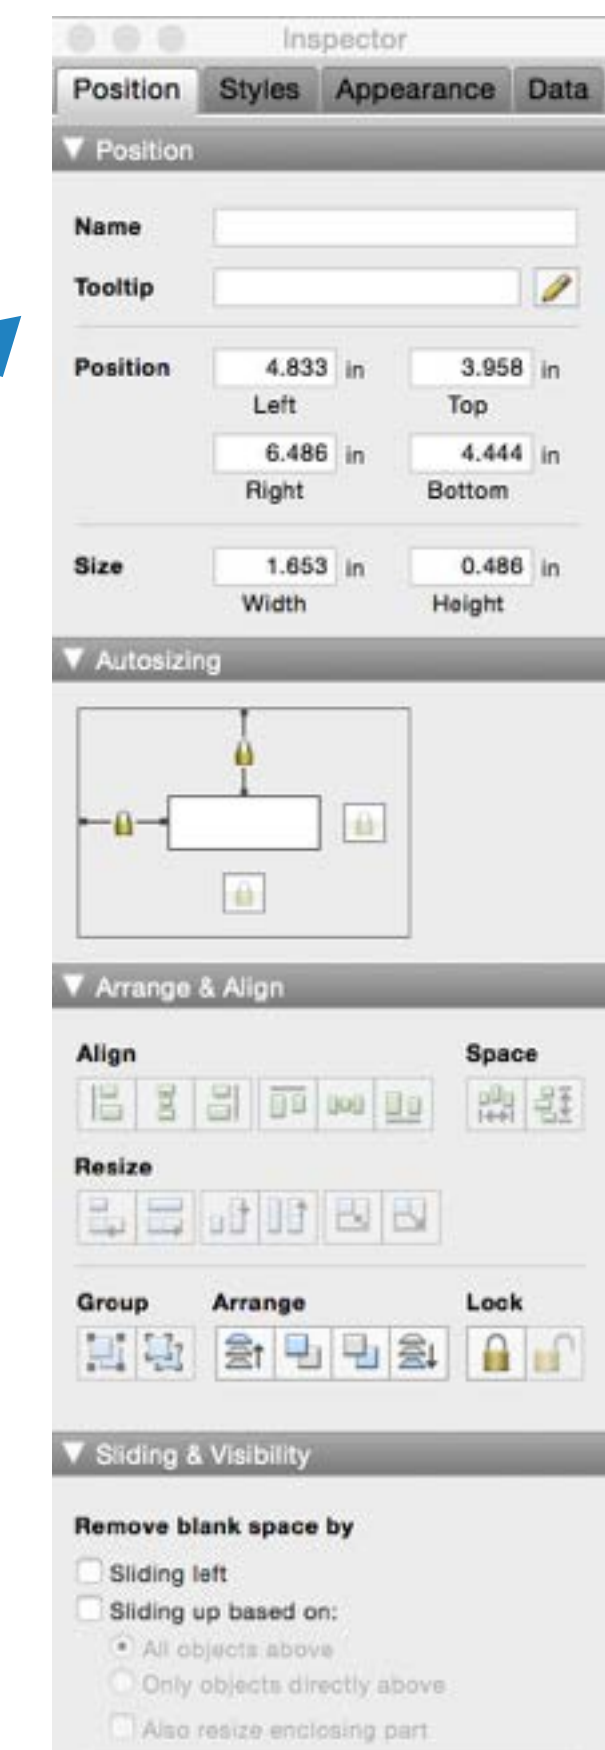 Inspector
Position Styles Appearance Data
Position
Name
Tooltip
Position 4.833 in 3.958 in
Left Top
6.486 in 4.444 in
Right Bottom
Size 1.653 in 0.486 in
Width Height
Autosizing
Arrange & Align
Align Space
Resize
Group Arrange Lock
Sliding & Visibility
Remove blank space by
Sliding left
Sliding up based on:
All objects above
Only objects directly above
Also resize enclosing part